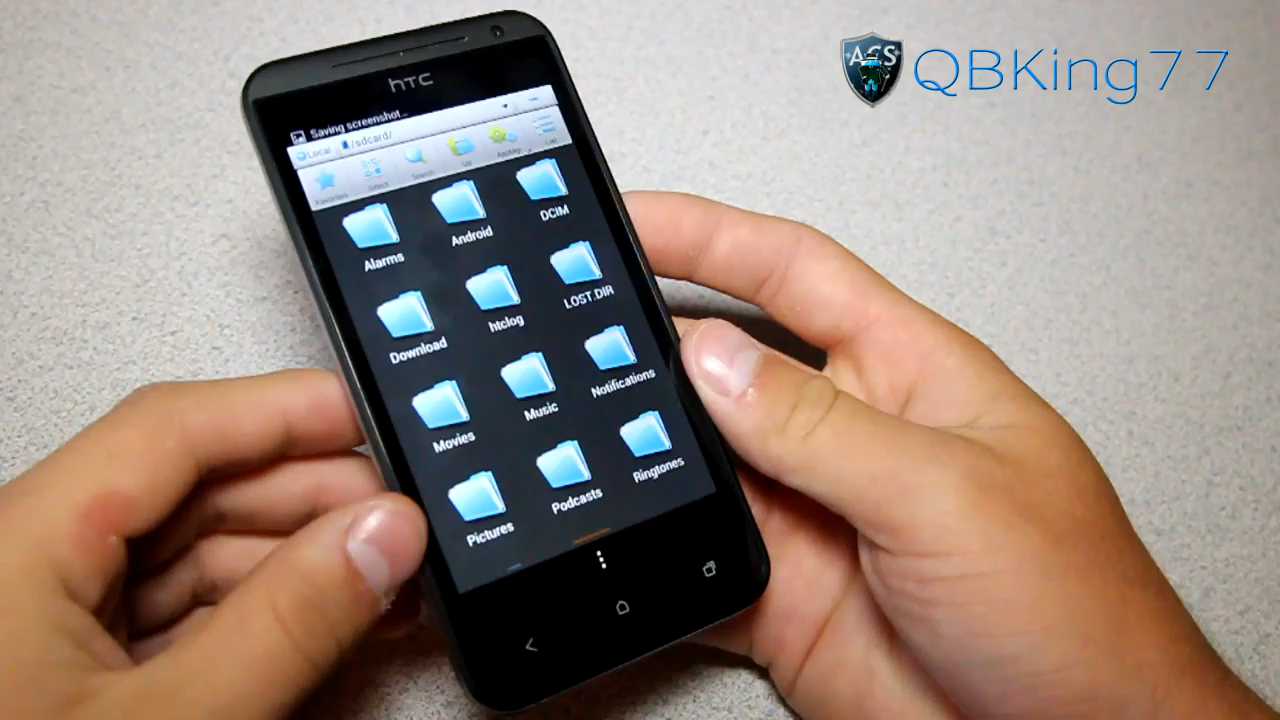 ACS QBKing77
hTC
Saving screenshot...
Local /sdcard/
Favorites Select Search Up AppMgr List
Alarms Android DCIM
Download htclog LOST.DIR
Movies Music Notifications
Pictures Podcasts Ringtones